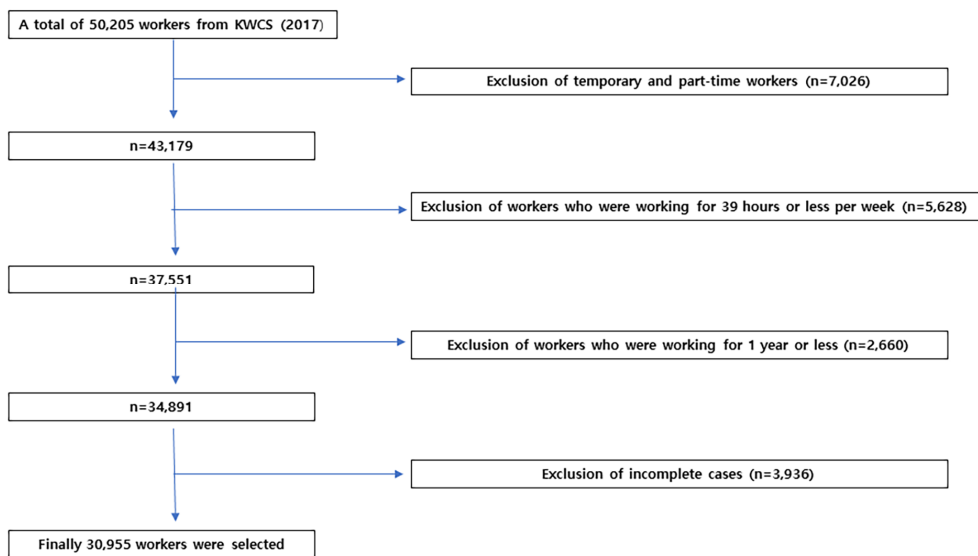 A total of 50,205 workers from KWCS (2017)
Exclusion of temporary and part-time workers (n=7,026)
n=43,179
Exclusion of workers who were working for 39 hours or less per week (n=5,628)
n=37,551
Exclusion of workers who were working for 1 year or less (n=2,660)
n=34,891
Exclusion of incomplete cases (n=3,936)
Finally 30,955 workers were selected